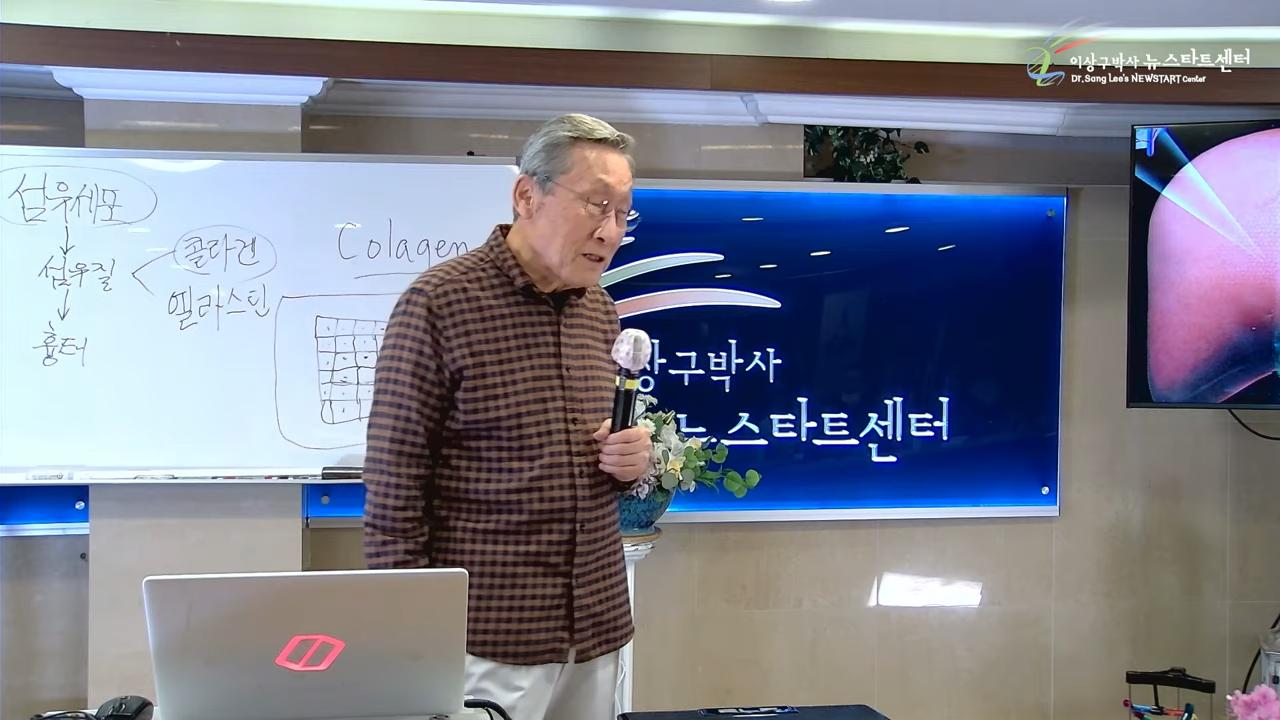 이상구박사 뉴스타트센터
Dr. Sang Lee's NEWSTART Center
섬유세포
섬유질
흉터
콜라겐
엘라스틴
Colagen
상구박사
뉴스타트센터